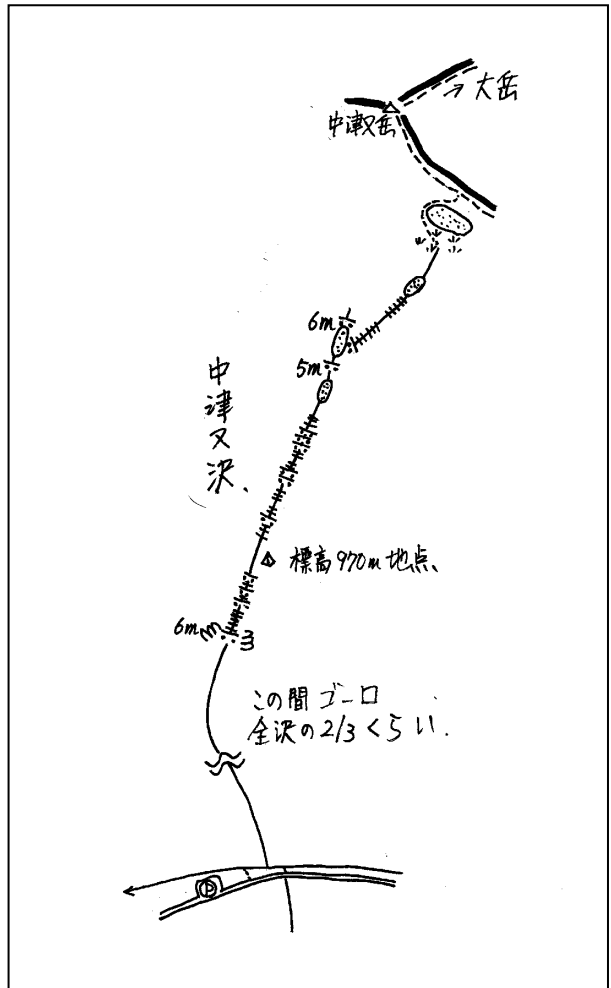 →大岳
中津又岳
6m
5m
中津又沢、
標高970m地点、
6m
この間ゴーロ
全沢の2/3くらい.
P